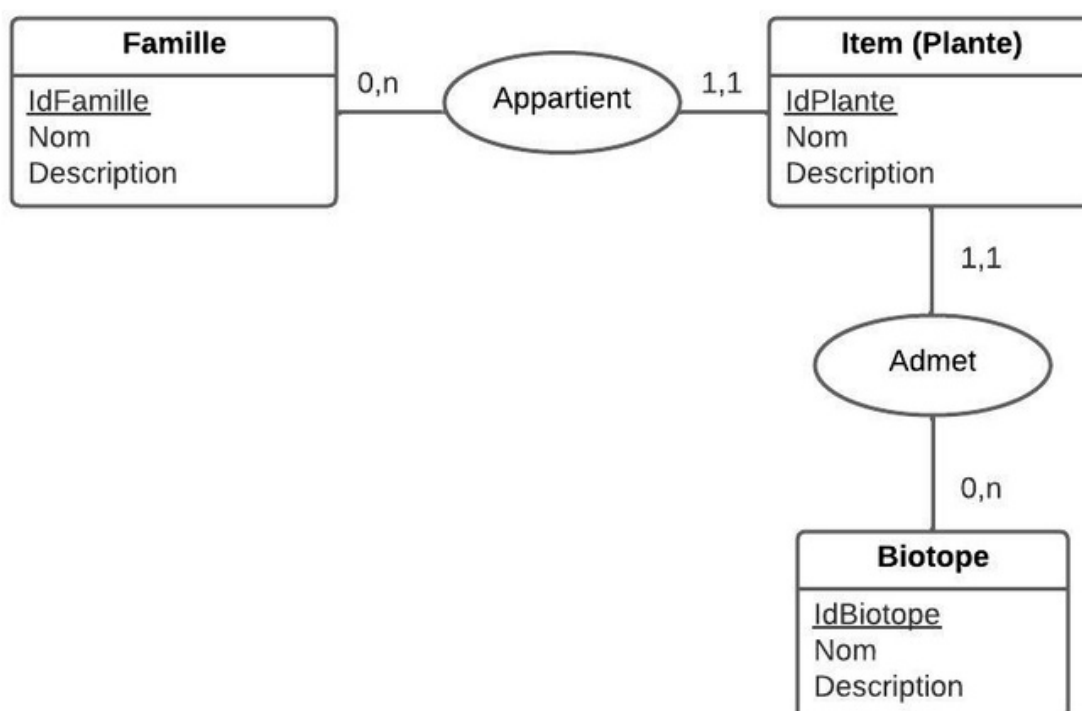 Famille
IdFamille
Nom
Description
0,n
Appartient
1,1
Item (Plante)
IdPlante
Nom
Description
1,1
Admet
0,n
Biotope
IdBiotope
Nom
Description